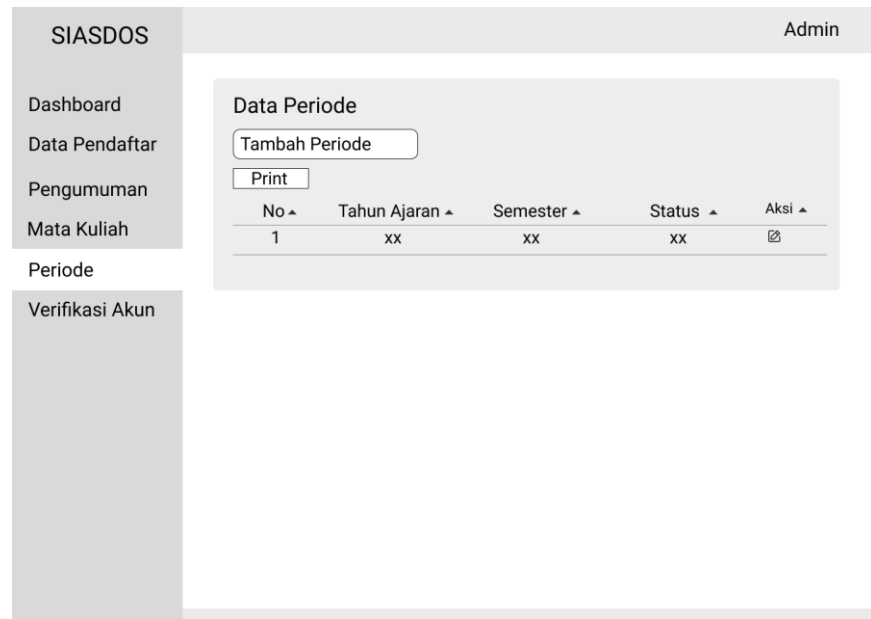 SIASDOS
Admin
Dashboard
Data Pendaftar
Pengumuman
Mata Kuliah
Periode
Verifikasi Akun
Data Periode
Tambah Periode
Print
No Tahun Ajaran Semester Status Aksi
1 xx xx xx